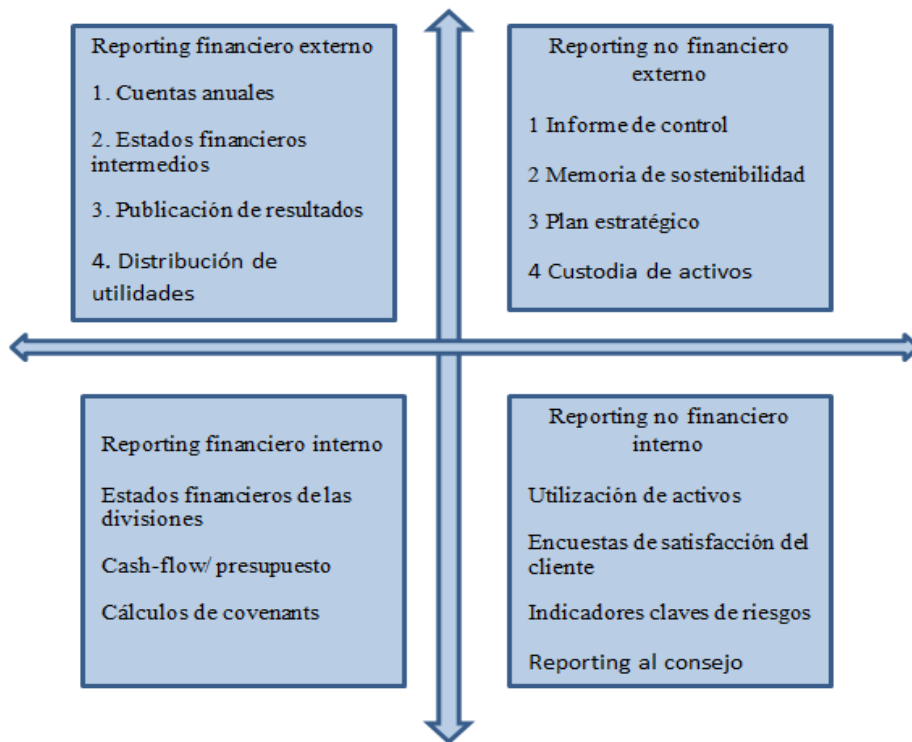 Reporting financiero externo
1. Cuentas anuales
2. Estados financieros
intermedios
3. Publicación de resultados
4. Distribución de
utilidades
Reporting no financiero
externo
1 Informe de control
2 Memoria de sostenibilidad
3 Plan estratégico
4 Custodia de activos
Reporting financiero interno
Estados financieros de las
divisiones
Cash-flow/ presupuesto
Cálculos de covenants
Reporting no financiero
interno
Utilización de activos
Encuestas de satisfacción del
cliente
Indicadores claves de riesgos
Reporting al consejo